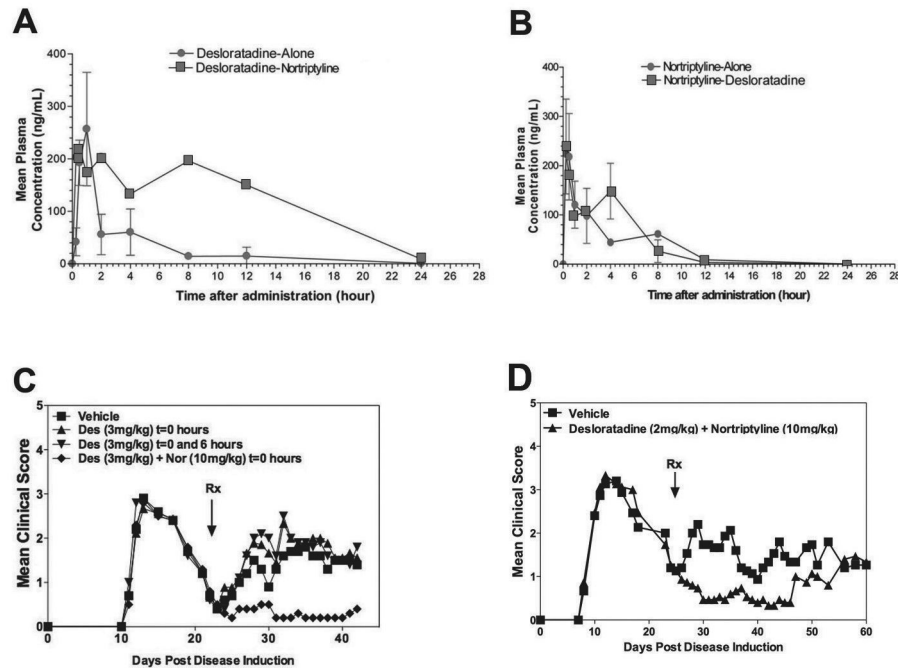 A
Desloratadine-Alone
Desloratadine-Nortriptyline
Mean Plasma
Concentration (ng/mL)
400
300
200
100
0
0 2 4 6 8 10 12 14 16 18 20 22 24 26 28
Time after administration (hour)
B
Nortriptyline-Alone
Nortriptyline-Desloratadine
Mean Plasma
Concentration (ng/mL)
400
320
240
160
80
0
0 2 4 6 8 10 12 14 16 18 20 22 24 26 28
Time after administration (hour)
C
Vehicle
Des (3mg/kg) t=0 hours
Des (3mg/kg) t=0 and 6 hours
Des (3mg/kg) + Nor (10mg/kg) t=0 hours
Rx
Mean Clinical Score
5
4
3
2
1
0
0 10 20 30 40
Days Post Disease Induction
D
Vehicle
Desloratadine (2mg/kg) + Nortriptyline (10mg/kg)
Rx
Mean Clinical Score
5
4
3
2
1
0
0 10 20 30 40 50 60
Days Post Disease Induction